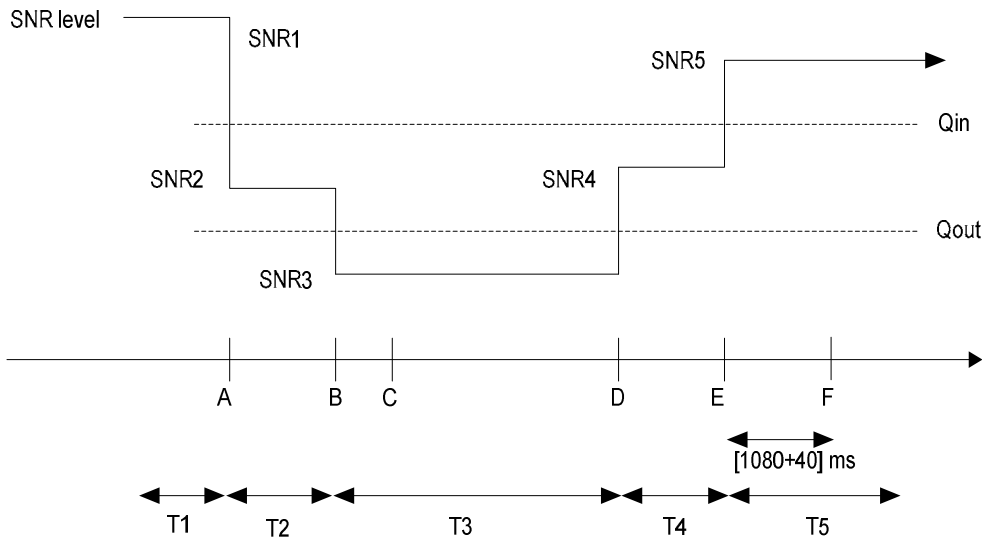 SNR level
SNR1
SNR5
Qin
SNR2
SNR4
Qout
SNR3
A B C D E F
[1080+40] ms
T1 T2 T3 T4 T5